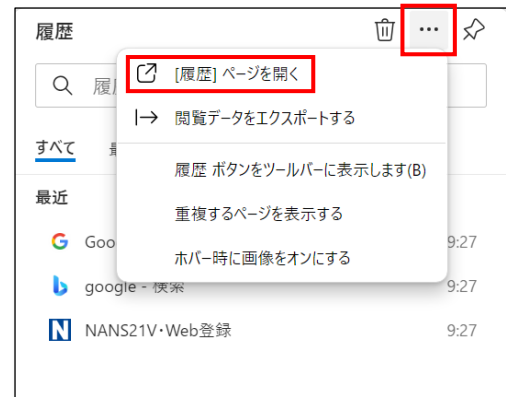 履歴
[履歴] ページを開く
履
閲覧データをエクスポートする
すべて
履歴 ボタンをツールバーに表示します(B)
最近
重複するページを表示する
Goo
9:27
ホバー時に画像をオンにする
google - 検索
9:27
NANS21V・Web登録
9:27